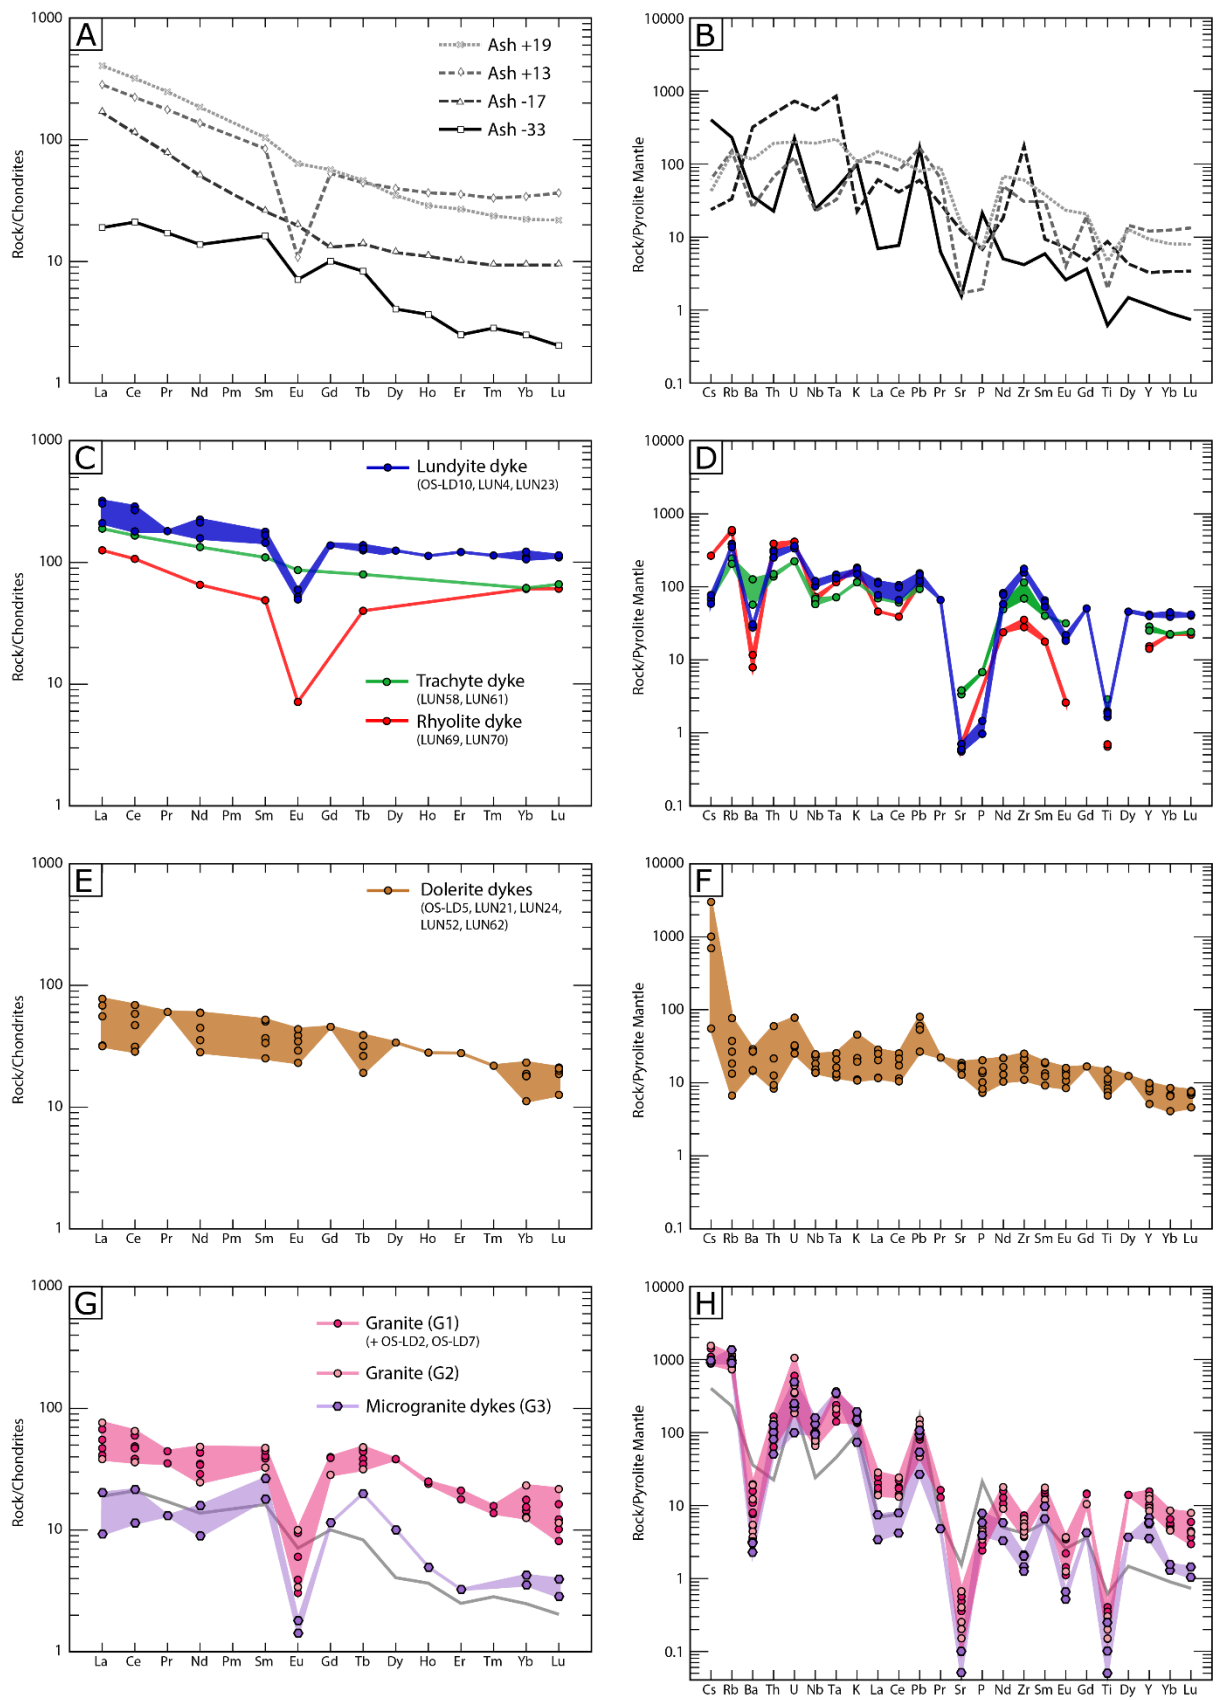 A
1000
100
10
1
Rock/Chondrites
Ash +19
Ash +13
Ash -17
Ash -33
La Ce Pr Nd Pm Sm Eu Gd Tb Dy Ho Er Tm Yb Lu
B
10000
1000
100
10
1
0.1
Rock/Pyrolite Mantle
Cs Rb Ba Th U Nb Ta K La Ce Pb Pr Sr P Nd Zr Sm Eu Gd Ti Dy Y Yb Lu
C
1000
100
10
1
Rock/Chondrites
Lundyite dyke
(OS-LD10, LUN4, LUN23)
Trachyte dyke
(LUN58, LUN61)
Rhyolite dyke
(LUN69, LUN70)
La Ce Pr Nd Pm Sm Eu Gd Tb Dy Ho Er Tm Yb Lu
D
10000
1000
100
10
1
0.1
Rock/Pyrolite Mantle
Cs Rb Ba Th U Nb Ta K La Ce Pb Pr Sr P Nd Zr Sm Eu Gd Ti Dy Y Yb Lu
E
1000
100
10
1
Rock/Chondrites
Dolerite dykes
(OS-LD5, LUN21, LUN24,
LUN52, LUN62)
La Ce Pr Nd Pm Sm Eu Gd Tb Dy Ho Er Tm Yb Lu
F
10000
1000
100
10
1
0.1
Rock/Pyrolite Mantle
Cs Rb Ba Th U Nb Ta K La Ce Pb Pr Sr P Nd Zr Sm Eu Gd Ti Dy Y Yb Lu
G
1000
100
10
1
Rock/Chondrites
Granite (G1)
(+ OS-LD2, OS-LD7)
Granite (G2)
Microgranite dykes (G3)
La Ce Pr Nd Pm Sm Eu Gd Tb Dy Ho Er Tm Yb Lu
H
10000
1000
100
10
1
0.1
Rock/Pyrolite Mantle
Cs Rb Ba Th U Nb Ta K La Ce Pb Pr Sr P Nd Zr Sm Eu Gd Ti Dy Y Yb Lu